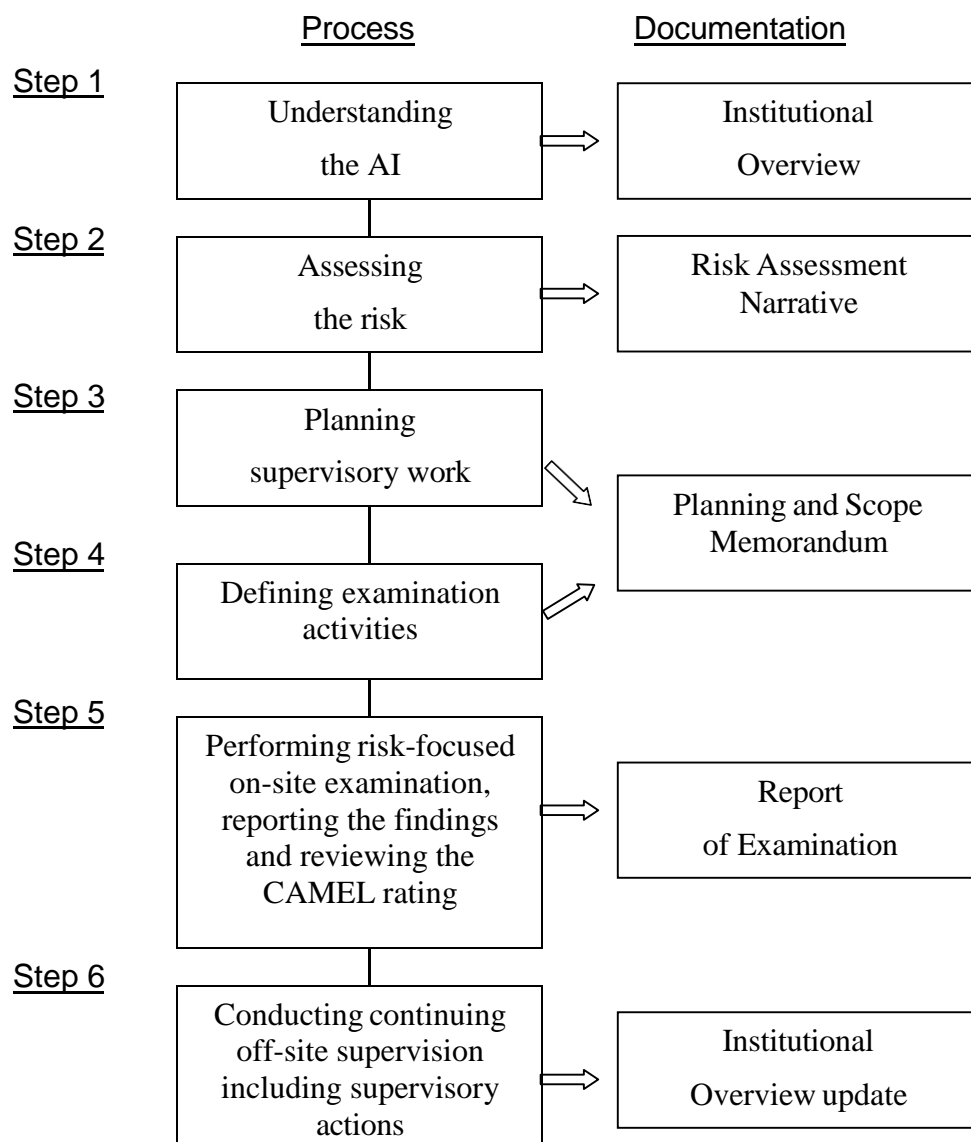 Process
Documentation
Step 1
Understanding
the AI
Institutional
Overview
Step 2
Assessing
the risk
Risk Assessment
Narrative
Step 3
Planning
supervisory work
Planning and Scope
Memorandum
Step 4
Defining examination
activities
Step 5
Performing risk-focused
on-site examination,
reporting the findings
and reviewing the
CAMEL rating
Report
of Examination
Step 6
Conducting continuing
off-site supervision
including supervisory
actions
Institutional
Overview update